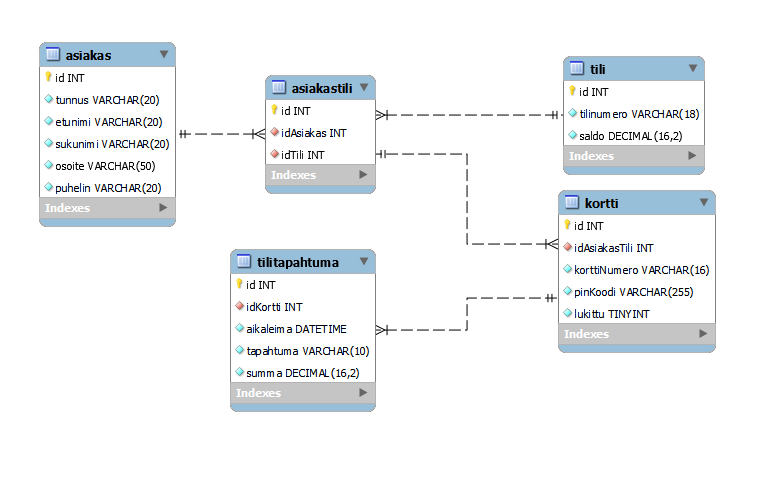 asiakas
id INT
tunnus VARCHAR(20)
etunimi VARCHAR(20)
sukunimi VARCHAR(20)
osoite VARCHAR(50)
puhelin VARCHAR(20)
Indexes
asiakastili
id INT
idAsiakas INT
idTili INT
Indexes
tili
id INT
tilinumero VARCHAR(18)
saldo DECIMAL(16,2)
Indexes
kortti
id INT
idAsiakasTili INT
korttiNumero VARCHAR(16)
pinKoodi VARCHAR(255)
lukittu TINYINT
Indexes
tilitapahtuma
id INT
idKortti INT
aikaleima DATETIME
tapahtuma VARCHAR(10)
summa DECIMAL(16,2)
Indexes